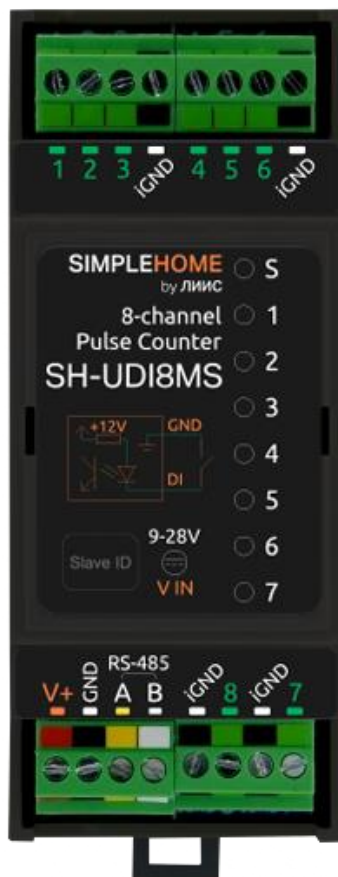 1 2 3 iGND 4 5 6 iGND
SIMPLEHOME
by ЛИИС
8-channel
Pulse Counter
SH-UDI8MS
S
1
2
3
4
5
6
7
+12V GND
DI
9-28V
V IN
Slave ID
RS-485
V+ GND A B iGND 8 iGND 7